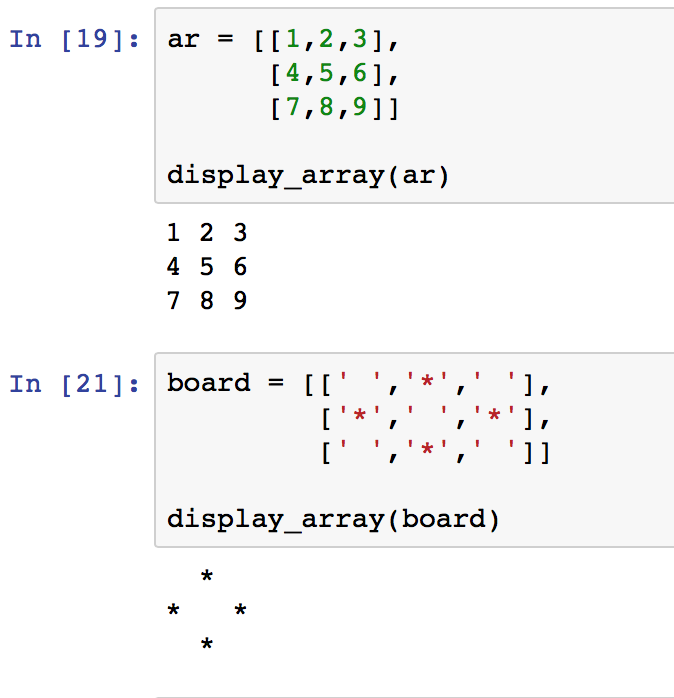 In [19]: ar = [[1,2,3],
      [4,5,6],
      [7,8,9]]
display_array(ar)
1 2 3
4 5 6
7 8 9
In [21]: board = [[' ','*',' '],
         ['*',' ','*'],
         [' ','*',' ']]
display_array(board)
  *
*   *
  *